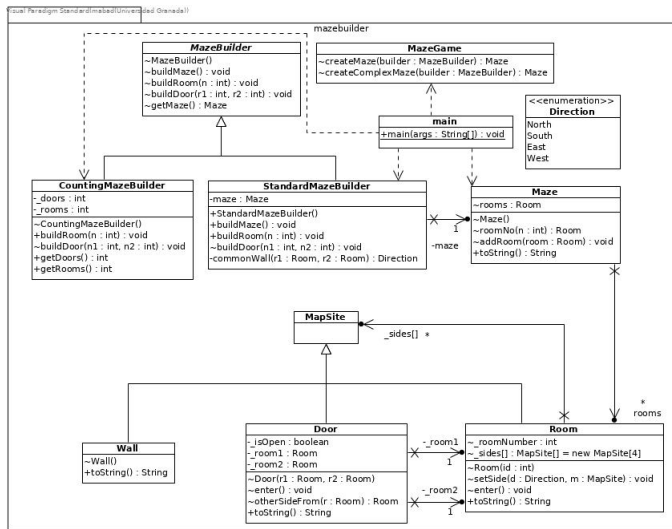 Visual Paradigm Standard(mabad(Universidad Granada))
mazebuilder
MazeBuilder
~MazeBuilder()
~buildMaze() : void
~buildRoom(n : int) : void
~buildDoor(r1 : int, r2 : int) : void
~getMaze() : Maze
MazeGame
~createMaze(builder : MazeBuilder) : Maze
~createComplexMaze(builder : MazeBuilder) : Maze
main
+main(args : String[]) : void
<<enumeration>>
Direction
North
South
East
West
CountingMazeBuilder
-_doors : int
-_rooms : int
~CountingMazeBuilder()
+buildRoom(n : int) : void
~buildDoor(n1 : int, n2 : int) : void
+getDoors() : int
+getRooms() : int
StandardMazeBuilder
-maze : Maze
+StandardMazeBuilder()
+buildMaze() : void
+buildRoom(n : int) : void
~buildDoor(n1 : int, n2 : int) : void
-commonWall(r1 : Room, r2 : Room) : Direction
1
-maze
Maze
~rooms : Room
~Maze()
~roomNo(n : int) : Room
~addRoom(room : Room) : void
+toString() : String
MapSite
_sides[] *
*
rooms
Wall
~Wall()
+toString() : String
Door
-_isOpen : boolean
-_room1 : Room
-_room2 : Room
~Door(r1 : Room, r2 : Room)
~enter() : void
~otherSideFrom(r : Room) : Room
+toString() : String
-_room1
1
-_room2
1
Room
~_roomNumber : int
~_sides[] : MapSite[] = new MapSite[4]
~Room(id : int)
~setSide(d : Direction, m : MapSite) : void
~enter() : void
+toString() : String